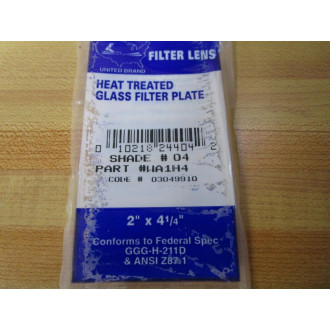 FILTER LENS
UNITED BRAND
HEAT TREATED
GLASS FILTER PLATE
0 10218 24404 2
SHADE # 04
PART #WA1H4
CODE # 03049910
2" x 4 1/4"
Conforms to Federal Spec
GGG-H-211D
& ANSI Z87.1